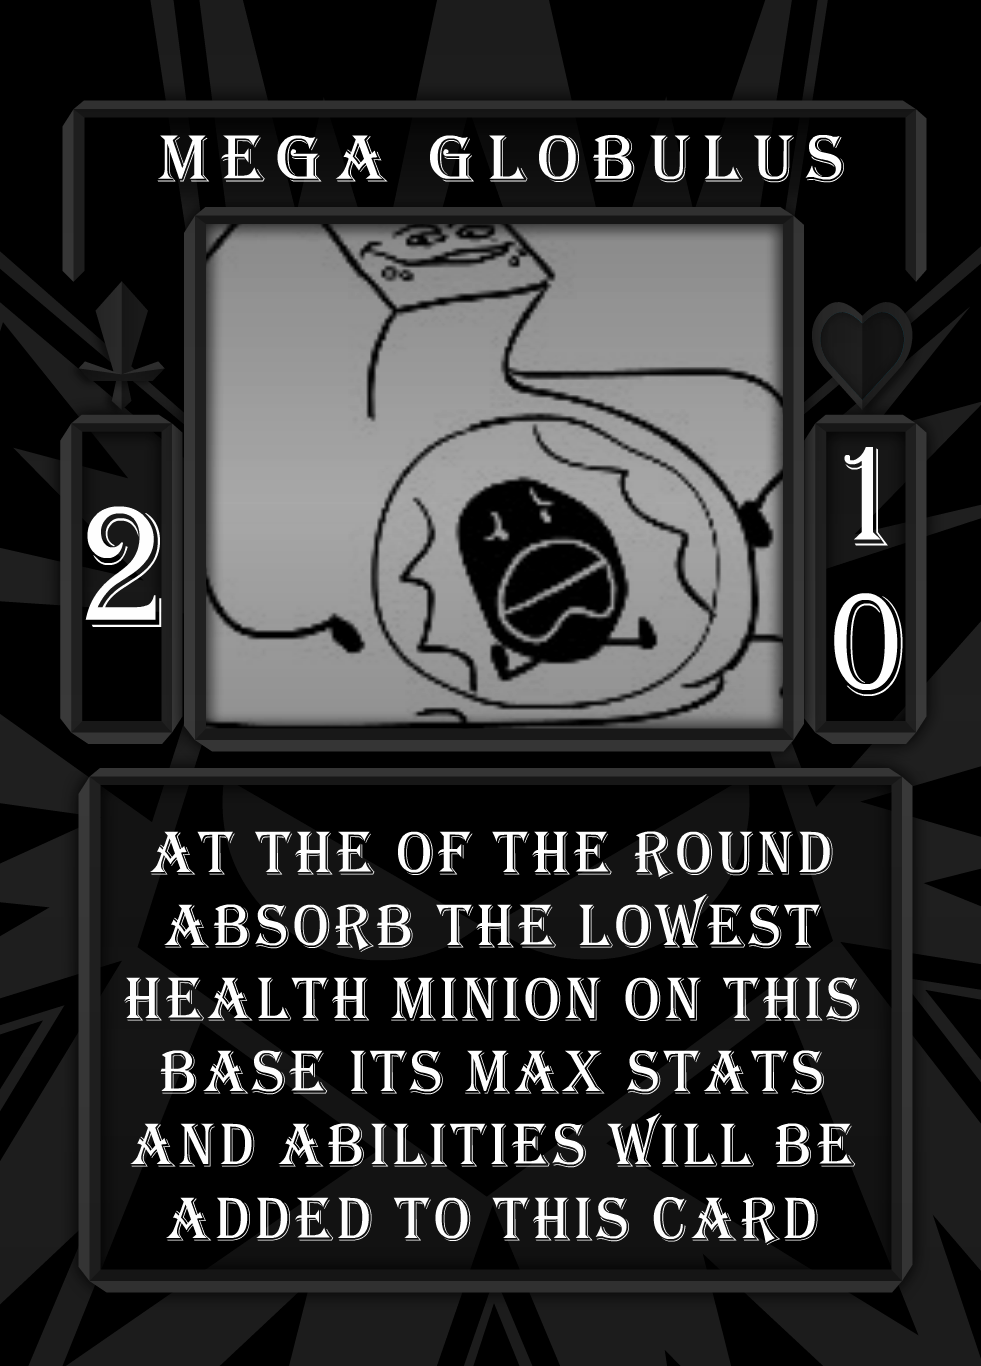 MEGA GLOBULUS
2
1
0
AT THE OF THE ROUND
ABSORB THE LOWEST
HEALTH MINION ON THIS
BASE ITS MAX STATS
AND ABILITIES WILL BE
ADDED TO THIS CARD